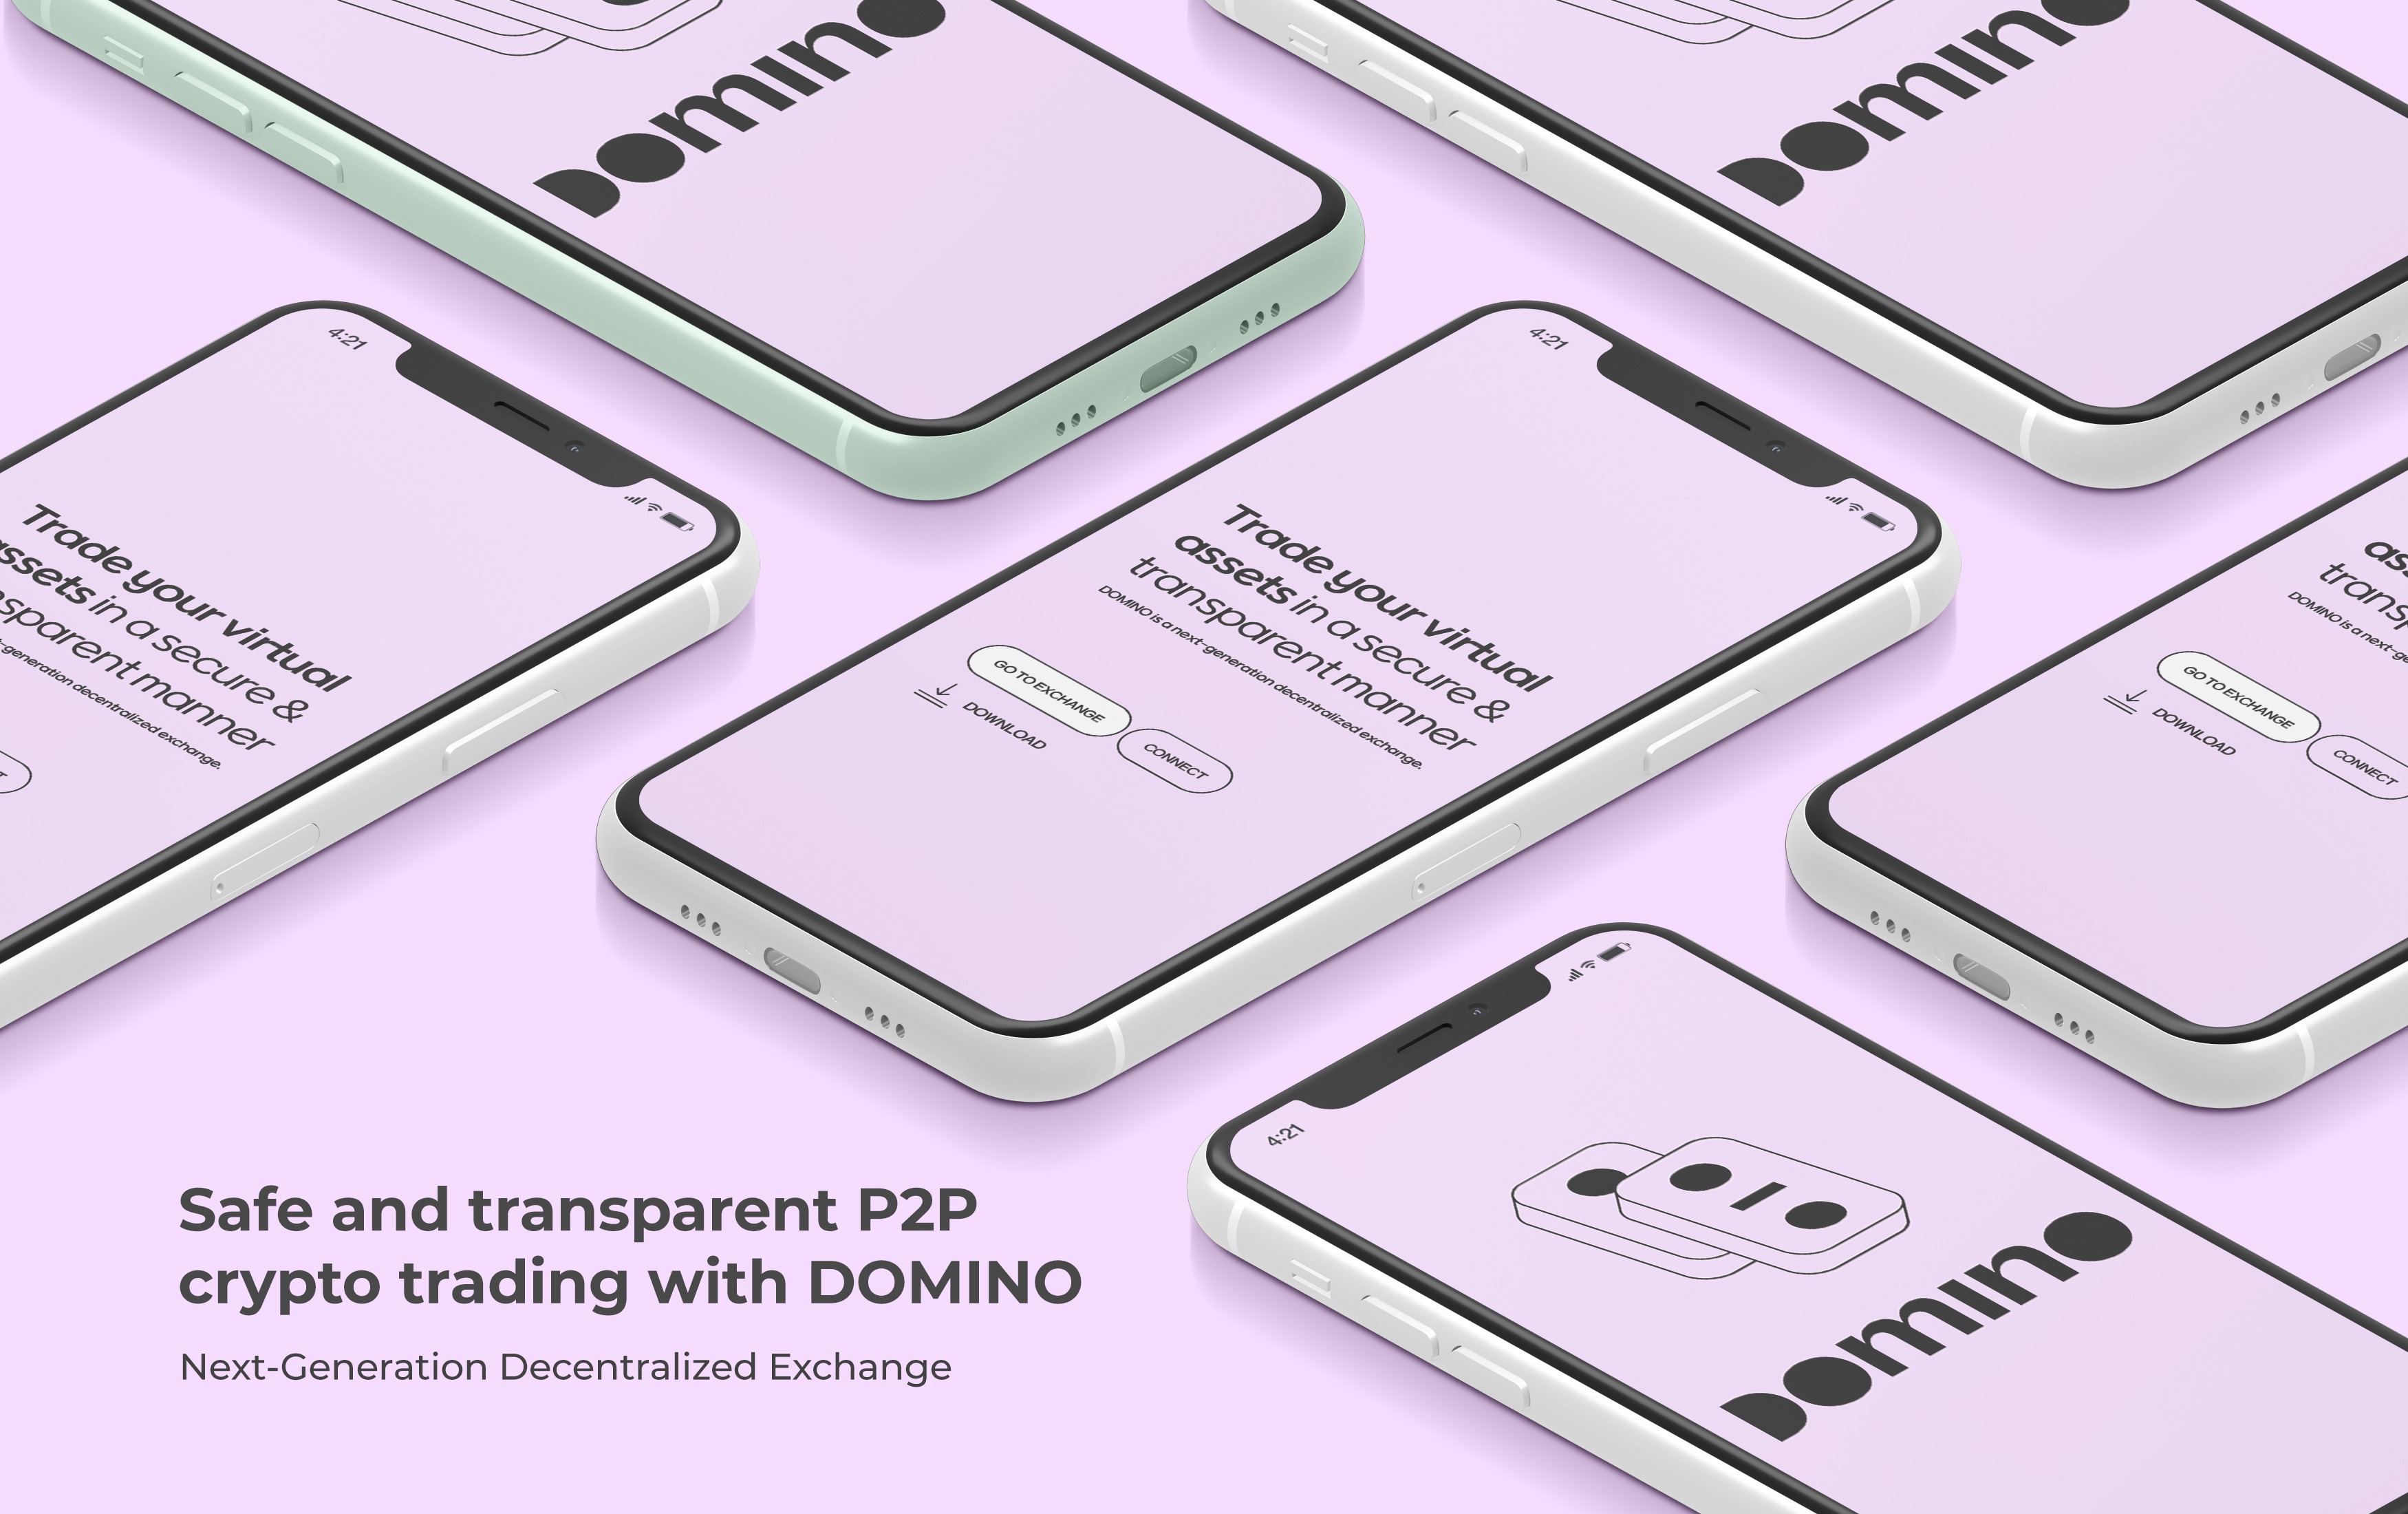 Domino
Domino
4:21
Trade your virtual
assets in a secure &
transparent manner
-generation decentralized exchange.
4:21
Trade your virtual
assets in a secure &
transparent manner
DOMINO is a next-generation decentralized exchange.
GO TO EXCHANGE
CONNECT
DOWNLOAD
DOMINO is a next-
GO TO EXCHANGE
CONNECT
DOWNLOAD
4:21
Domino
Safe and transparent P2P
crypto trading with DOMINO
Next-Generation Decentralized Exchange